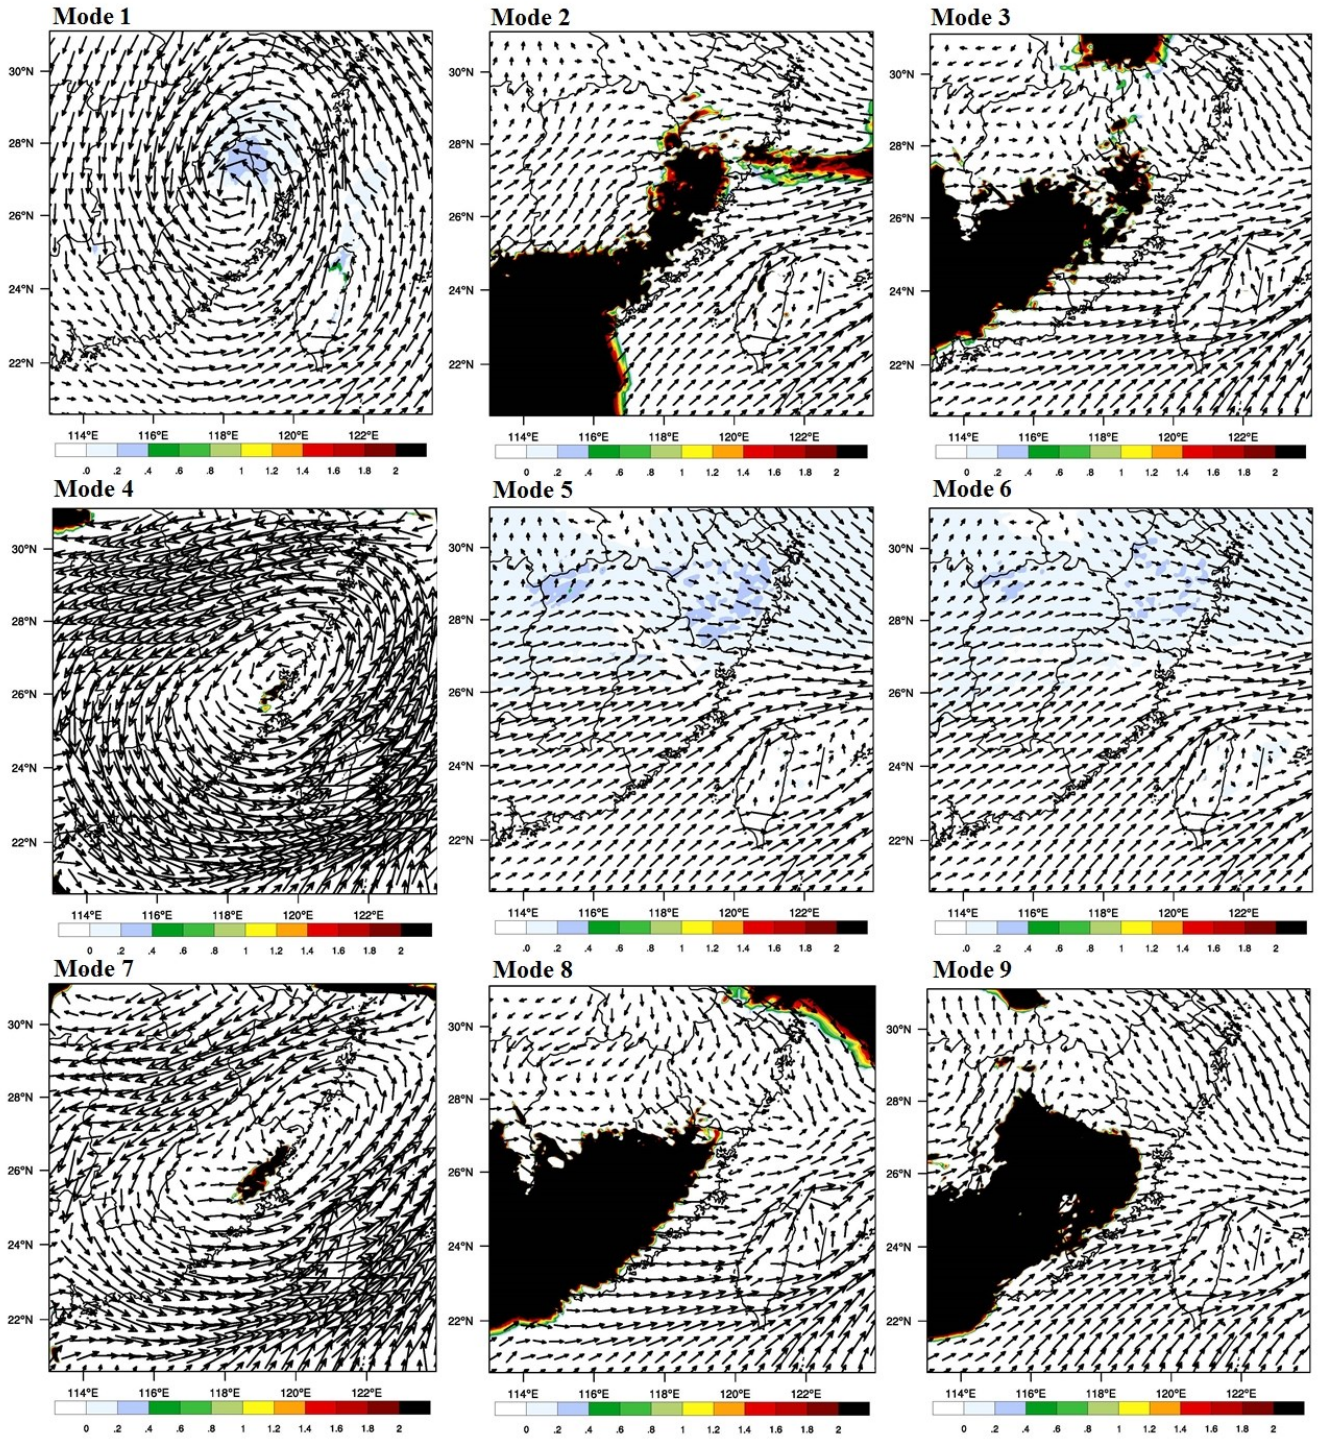 Mode 1 Mode 2 Mode 3
30°N 30°N 30°N
28°N 28°N 28°N
26°N 26°N 26°N
24°N 24°N 24°N
22°N 22°N 22°N
114°E 116°E 118°E 120°E 122°E 114°E 116°E 118°E 120°E 122°E 114°E 116°E 118°E 120°E 122°E
.0 .2 .4 .6 .8 1 1.2 1.4 1.6 1.8 2 .0 .2 .4 .6 .8 1 1.2 1.4 1.6 1.8 2 0 .2 .4 .6 .8 1 1.2 1.4 1.6 1.8 2
Mode 4 Mode 5 Mode 6
30°N 30°N 30°N
28°N 28°N 28°N
26°N 26°N 26°N
24°N 24°N 24°N
22°N 22°N 22°N
114°E 116°E 118°E 120°E 122°E 114°E 116°E 118°E 120°E 122°E 114°E 116°E 118°E 120°E 122°E
0 .2 .4 .6 .8 1 1.2 1.4 1.6 1.8 2 .0 .2 .4 .6 .8 1 1.2 1.4 1.6 1.8 2 .0 .2 .4 .6 .8 1 1.2 1.4 1.6 1.8 2
Mode 7 Mode 8 Mode 9
30°N 30°N 30°N
28°N 28°N 28°N
26°N 26°N 26°N
24°N 24°N 24°N
22°N 22°N 22°N
114°E 116°E 118°E 120°E 122°E 114°E 116°E 118°E 120°E 122°E 114°E 116°E 118°E 120°E 122°E
0 .2 .4 .6 .8 1 1.2 1.4 1.6 1.8 2 0 .2 .4 .6 .8 1 1.2 1.4 1.6 1.8 2 0 .2 .4 .6 .8 1 1.2 1.4 1.6 1.8 2